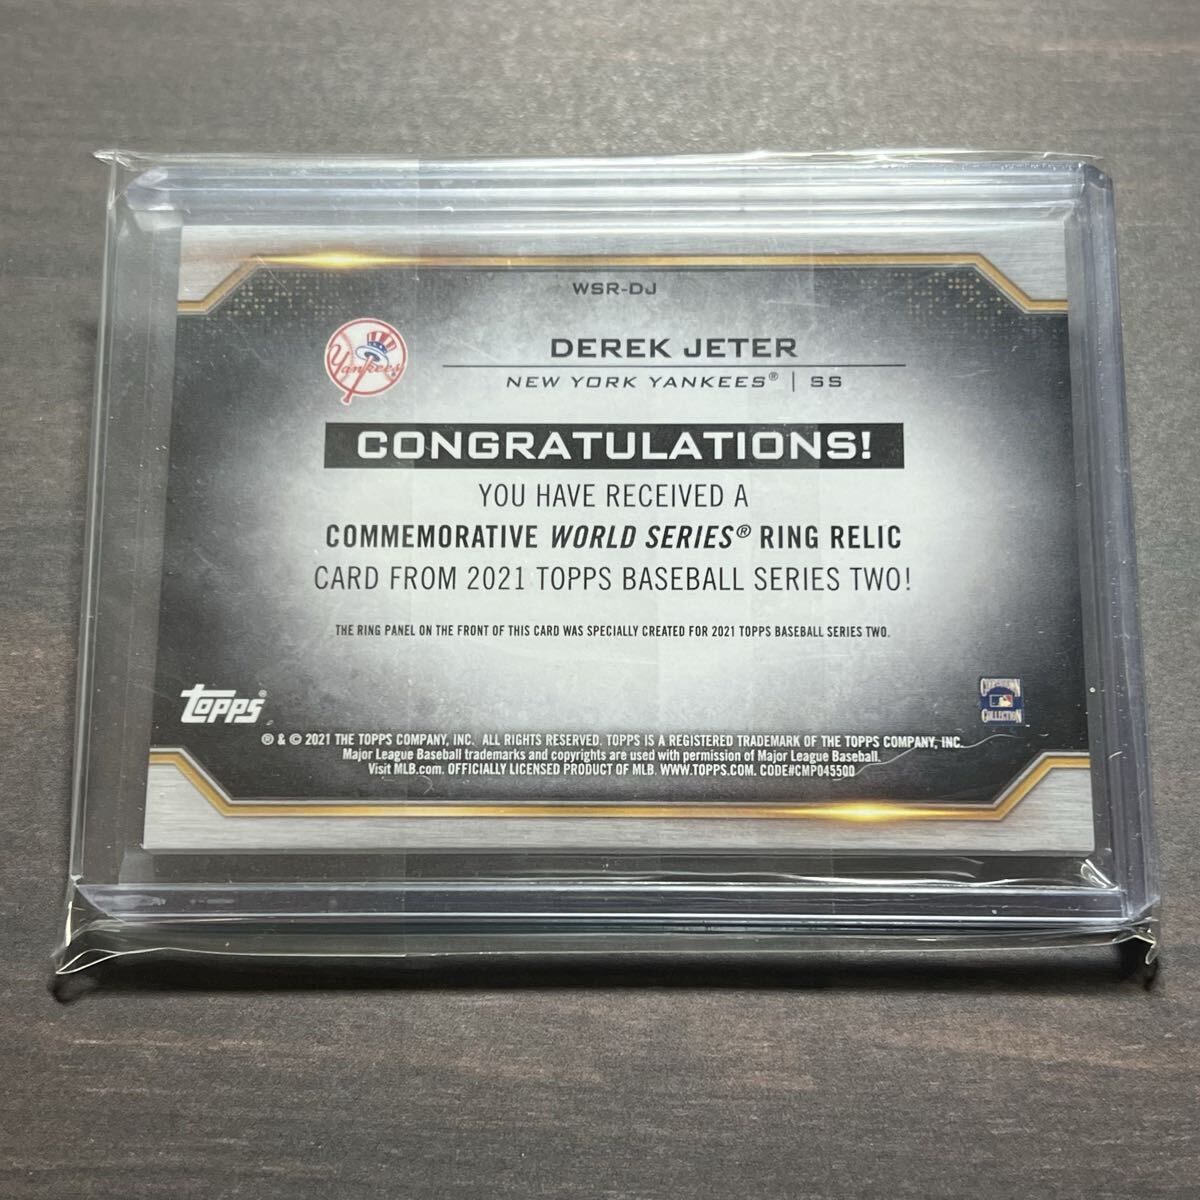 WSR-DJ
Yankees
DEREK JETER
NEW YORK YANKEES® | SS
CONGRATULATIONS!
YOU HAVE RECEIVED A
COMMEMORATIVE WORLD SERIES® RING RELIC
CARD FROM 2021 TOPPS BASEBALL SERIES TWO!
THE RING PANEL ON THE FRONT OF THIS CARD WAS SPECIALLY CREATED FOR 2021 TOPPS BASEBALL SERIES TWO.
topps®
COLLECTION
® & © 2021 THE TOPPS COMPANY, INC. ALL RIGHTS RESERVED. TOPPS IS A REGISTERED TRADEMARK OF THE TOPPS COMPANY, INC.
Major League Baseball trademarks and copyrights are used with permission of Major League Baseball.
Visit MLB.com. OFFICIALLY LICENSED PRODUCT OF MLB. WWW.TOPPS.COM. CODE#CMP045500